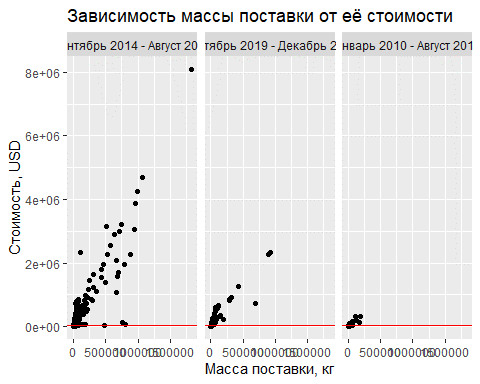 Зависимость массы поставки от её стоимости
нтябрь 2014 - Август 20
тябрь 2019 - Декабрь 2
нварь 2010 - Август 201
8e+06
6e+06
4e+06
2e+06
0e+00
Стоимость, USD
0 500000 1000000 1500000 0 500000 1000000 1500000 0 500000 1000000 1500000
Масса поставки, кг